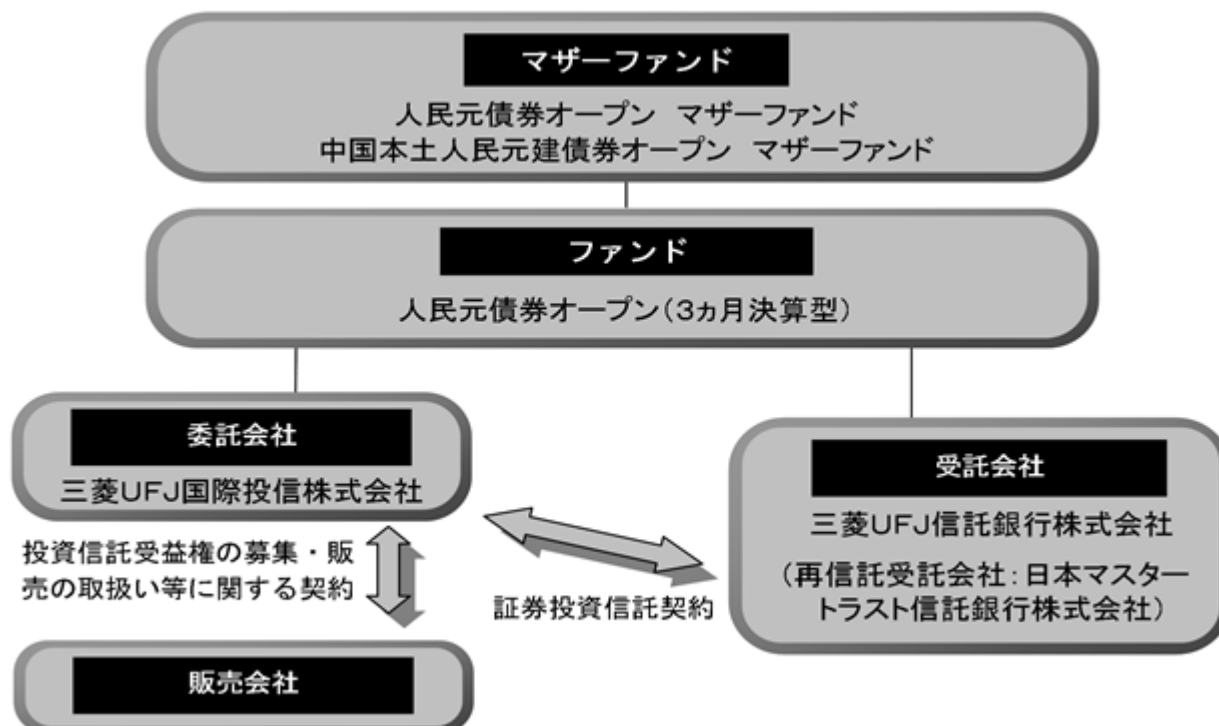 マザーファンド
人民元債券オープン　マザーファンド
中国本土人民元建債券オープン　マザーファンド
ファンド
人民元債券オープン(3ヵ月決算型)
委託会社
三菱UFJ国際投信株式会社
投資信託受益権の募集・販
売の取扱い等に関する契約
販売会社
証券投資信託契約
受託会社
三菱UFJ信託銀行株式会社
(再信託受託会社：日本マスター
トラスト信託銀行株式会社)